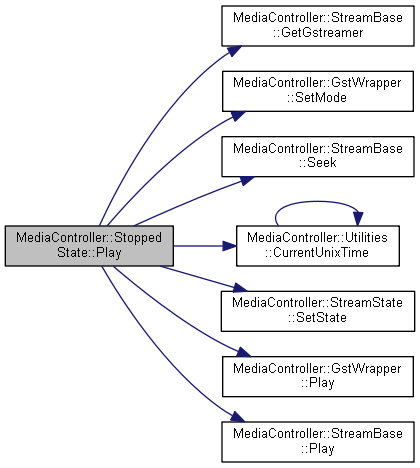 MediaController::StreamBase
::GetGstreamer
MediaController::GstWrapper
::SetMode
MediaController::StreamBase
::Seek
MediaController::Stopped
State::Play
MediaController::Utilities
::CurrentUnixTime
MediaController::StreamState
::SetState
MediaController::GstWrapper
::Play
MediaController::StreamBase
::Play